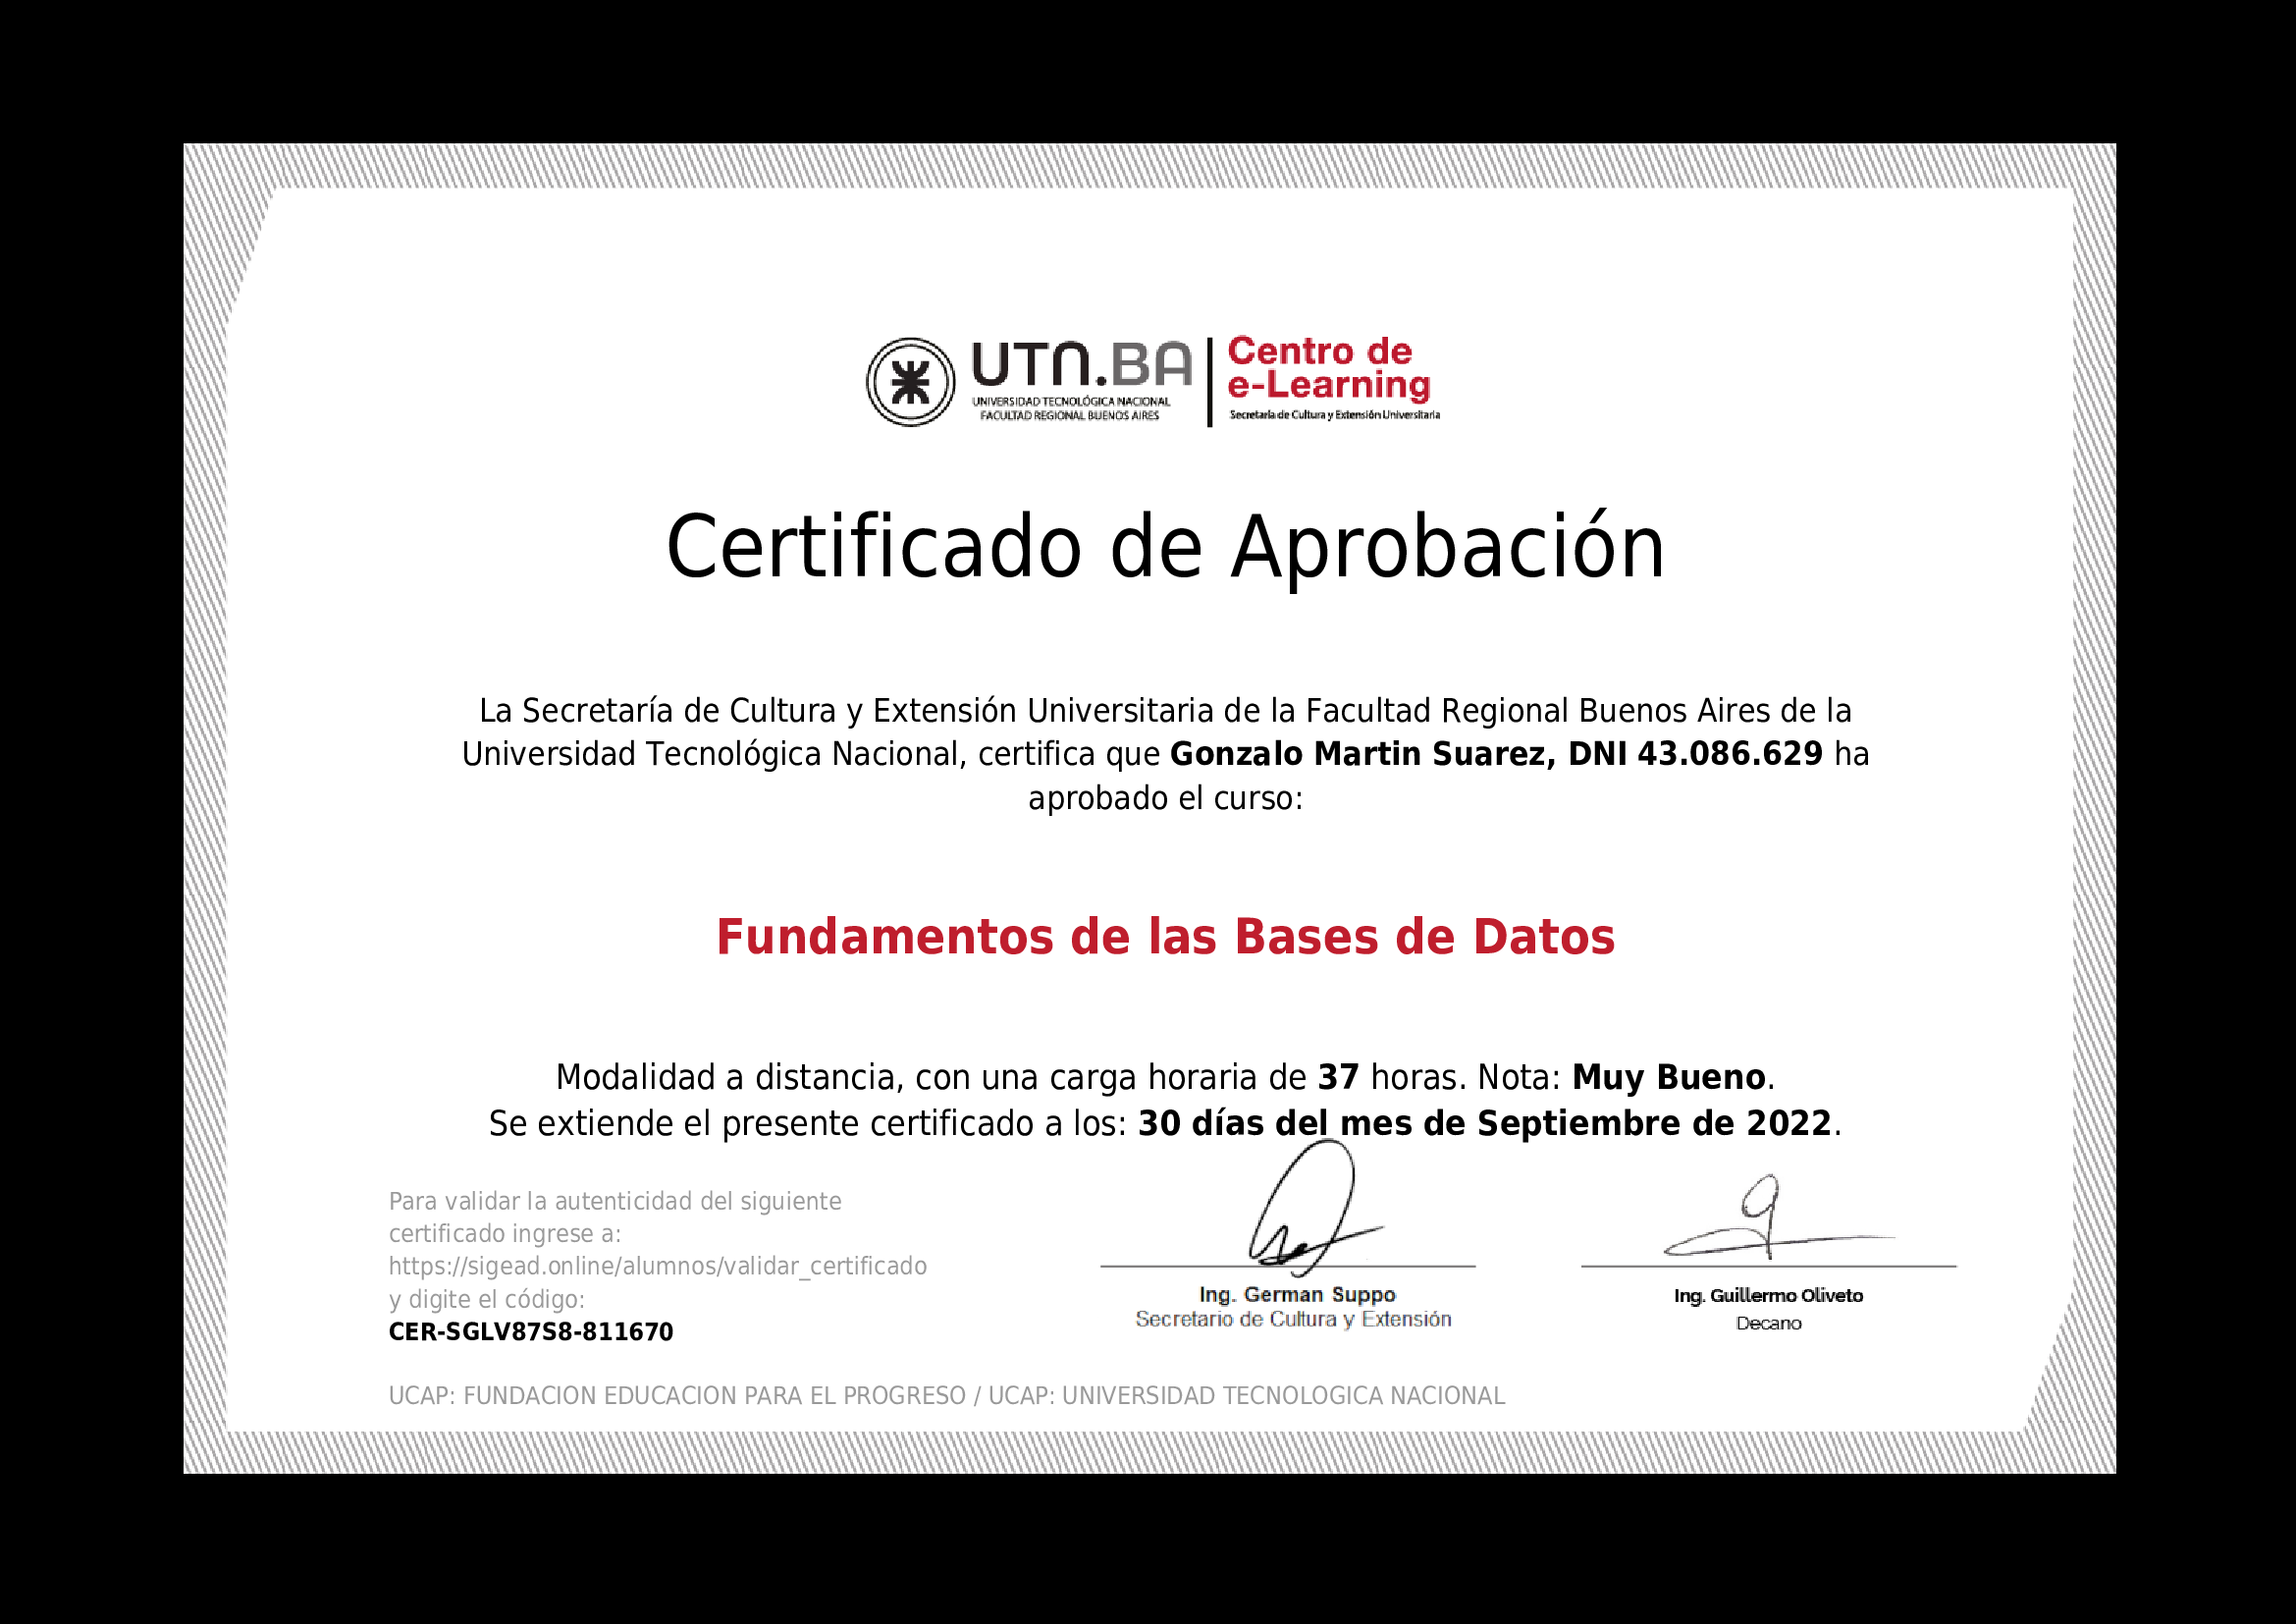 UTN.BA
UNIVERSIDAD TECNOLÓGICA NACIONAL
FACULTAD REGIONAL BUENOS AIRES
Centro de
e-Learning
Secretaría de Cultura y Extensión Universitaria
Certificado de Aprobación
La Secretaría de Cultura y Extensión Universitaria de la Facultad Regional Buenos Aires de la
Universidad Tecnológica Nacional, certifica que Gonzalo Martin Suarez, DNI 43.086.629 ha
aprobado el curso:
Fundamentos de las Bases de Datos
Modalidad a distancia, con una carga horaria de 37 horas. Nota: Muy Bueno.
Se extiende el presente certificado a los: 30 días del mes de Septiembre de 2022.
Para validar la autenticidad del siguiente
certificado ingrese a:
https://sigead.online/alumnos/validar_certificado
y digite el código:
CER-SGLV87S8-811670
Ing. German Suppo
Secretario de Cultura y Extensión
Ing. Guillermo Oliveto
Decano
UCAP: FUNDACION EDUCACION PARA EL PROGRESO / UCAP: UNIVERSIDAD TECNOLOGICA NACIONAL